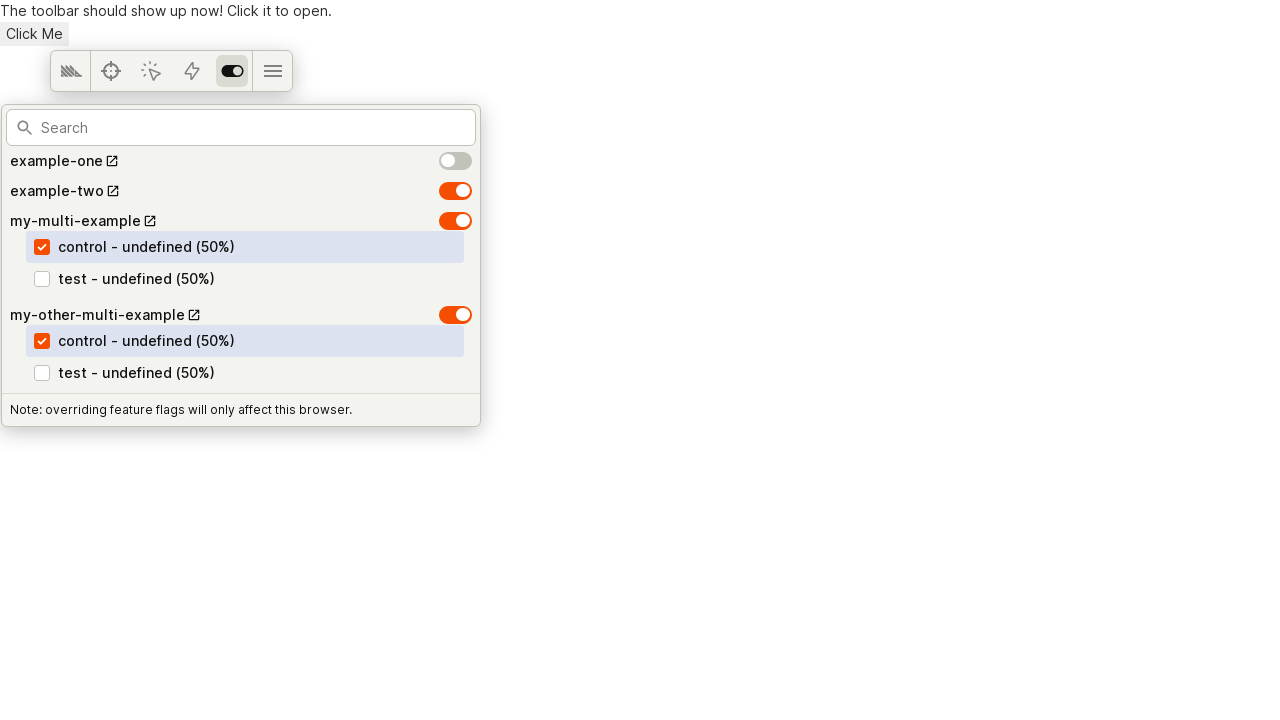 The toolbar should show up now! Click it to open.
Click Me
Search
example-one
example-two
my-multi-example
control - undefined (50%)
test - undefined (50%)
my-other-multi-example
control - undefined (50%)
test - undefined (50%)
Note: overriding feature flags will only affect this browser.